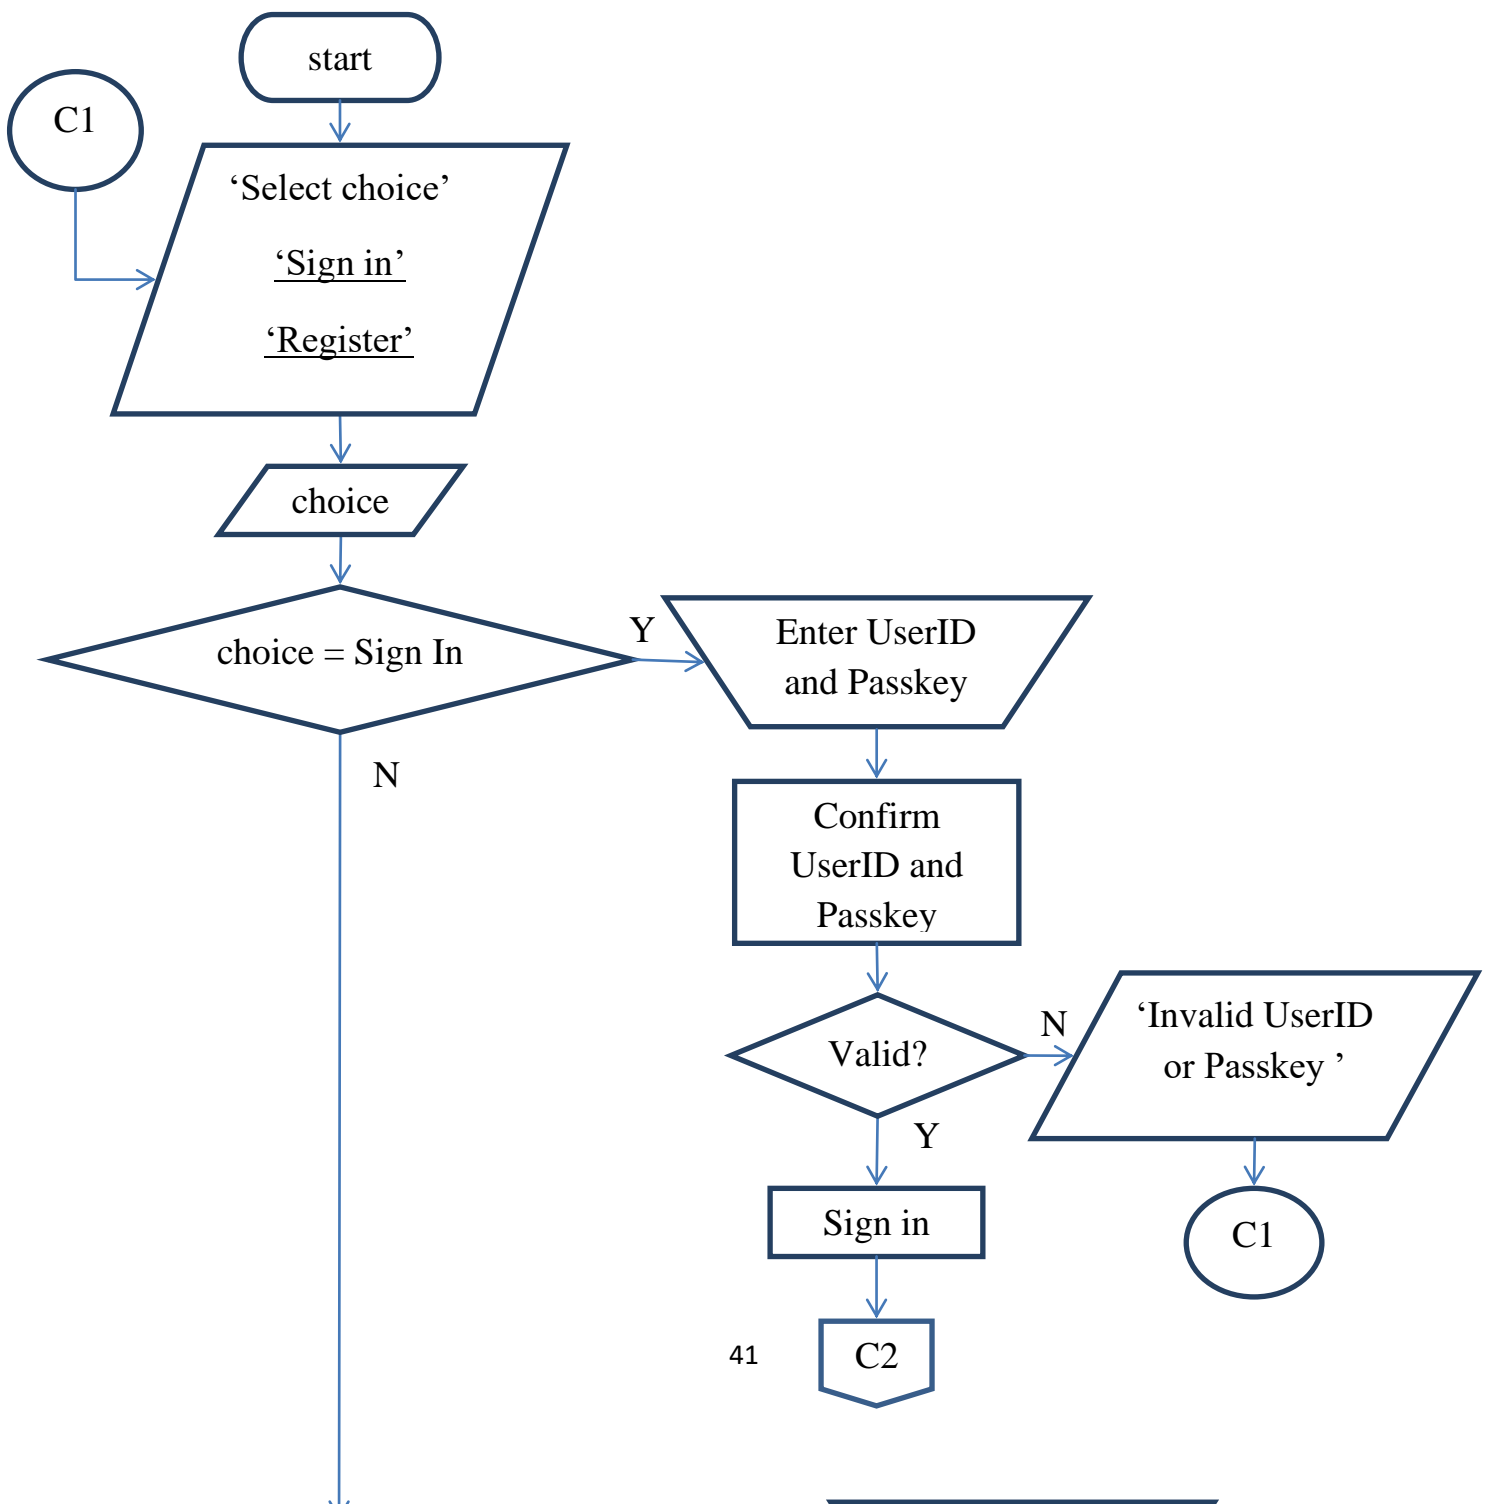 start
C1
‘Select choice’
‘Sign in’
‘Register’
choice
choice = Sign In
Y
Enter UserID
and Passkey
N
Confirm
UserID and
Passkey
Valid?
N
‘Invalid UserID
or Passkey ’
Y
Sign in
C1
41
C2